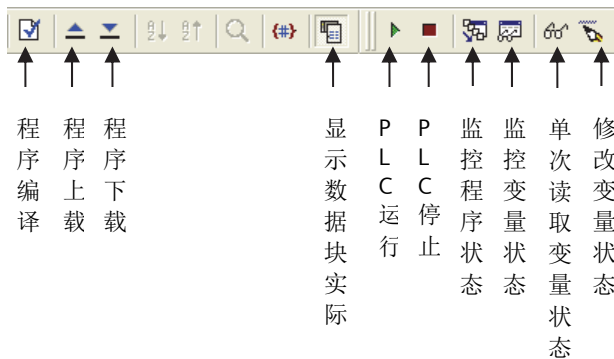 程序编译
程序上载
程序下载
显示数据块实际
PLC运行
PLC停止
监控程序状态
监控变量状态
单次读取变量状态
修改变量状态